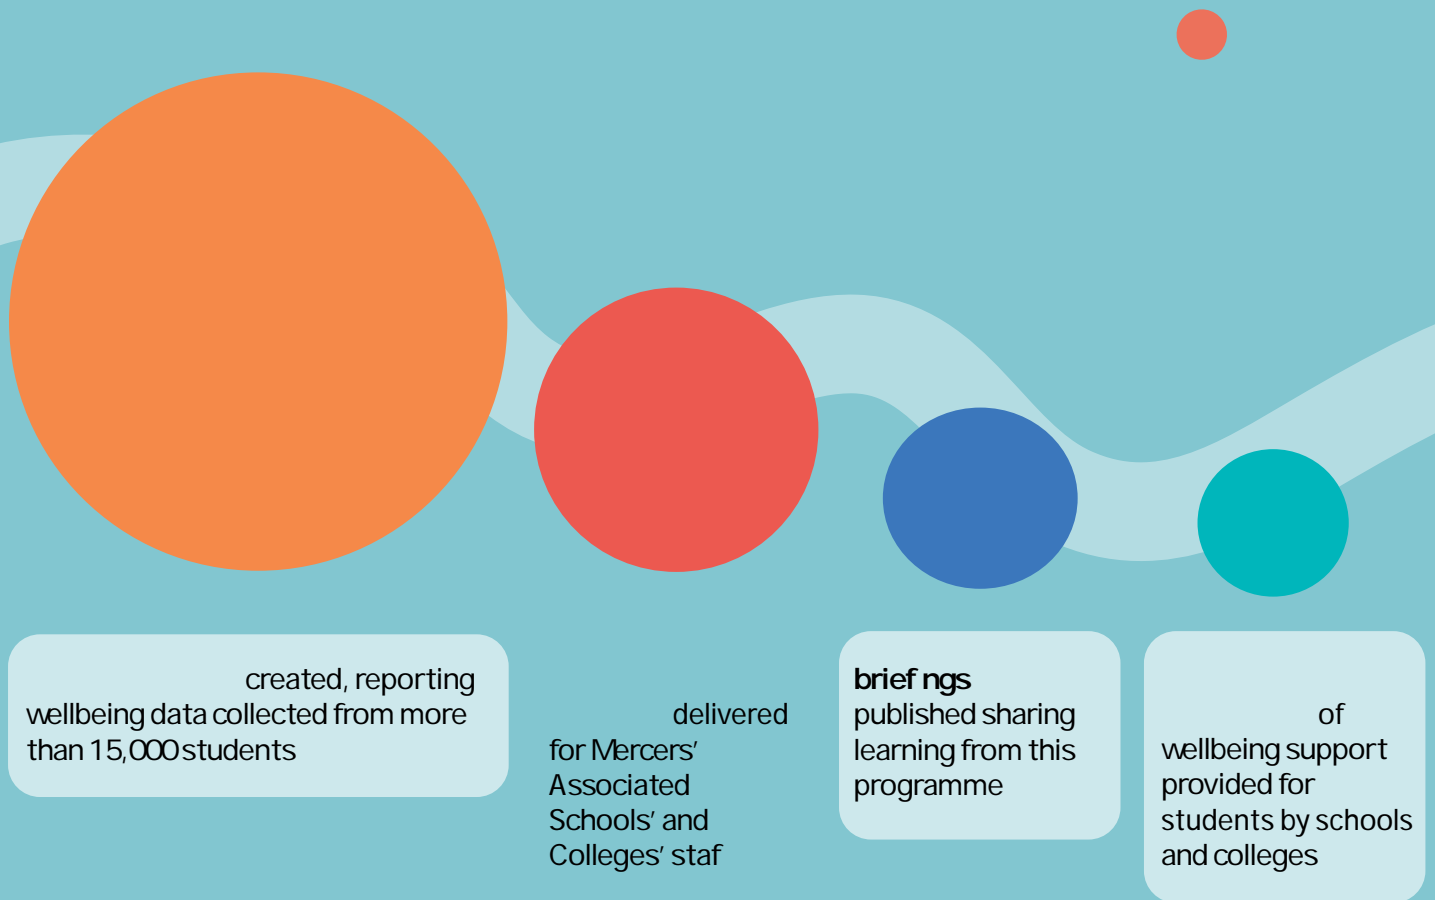 created, reporting
wellbeing data collected from more
than 15,000 students
delivered
for Mercers’
Associated
Schools’ and
Colleges’ staf
brief ngs
published sharing
learning from this
programme
of
wellbeing support
provided for
students by schools
and colleges